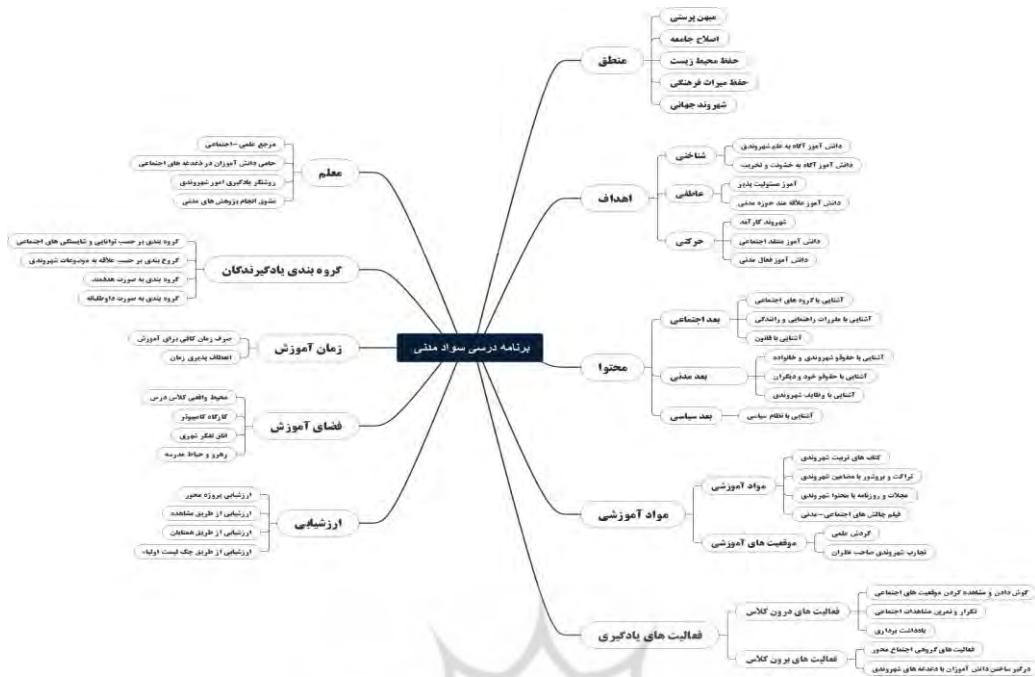 برنامه درسی سواد مدنی
منطق
میهن پرستی
اصلاح جامعه
حفظ محیط زیست
حفظ میراث فرهنگی
شهروند جهانی
اهداف
شناختی
دانش آموز آگاه به علم شهروندی
دانش آموز آگاه به خشونت و تخریب
عاطفی
آموز مسئولیت پذیر
دانش آموز علاقه مند حوزه مدنی
حرکتی
شهروند کارآمد
دانش آموز منتقد اجتماعی
دانش آموز فعال مدنی
محتوا
بعد اجتماعی
آشنایی با گروه های اجتماعی
آشنایی با مقررات راهنمایی و رانندگی
آشنایی با قانون
بعد مدنی
آشنایی با حقوقو شهروندی و خانواده
آشنایی با حقوقو خود و دیگران
آشنایی با وظایف شهروندی
بعد سیاسی
آشنایی با نظام سیاسی
مواد آموزشی
مواد آموزشی
کتاب های تربیت شهروندی
تراکت و بروشور با مضامین شهروندی
مجلات و روزنامه با محتوا شهروندی
فیلم چالش های اجتماعی-مدنی
موقعیت های آموزشی
گردش علمی
تجارب شهروندی صاحب نظران
فعالیت های یادگیری
فعالیت های درون کلاس
گوش دادن و مشاهده کردن موقعیت های اجتماعی
تکرار و تمرین مشاهدات اجتماعی
یادداشت برداری
فعالیت های برون کلاس
فعالیت های گروهی اجتماع محور
درگیر ساختن دانش آموزان با دغدغه های شهروندی
معلم
مرجع علمی-اجتماعی
حامی دانش آموزان در دغدغه های اجتماعی
روشنگر یادگیری امور شهروندی
مشوق انجام پژوهش های مدنی
گروه بندی یادگیرندگان
گروه بندی بر حسب توانایی و شایستگی های اجتماعی
گروع بندی بر حسب علاقه به موضوعات شهروندی
گروه بندی به صورت هدفمند
گروه بندی به صورت داوطلبانه
زمان آموزش
صرف زمان کافی برای آموزش
انعطاف پذیری زمان
فضای آموزش
محیط واقعی کلاس درس
کارگاه کامپیوتر
اتاق تفکر شهری
رهرو و حیاط مدرسه
ارزشیابی
ارزشیابی پروژه محور
ارزشیابی از طریق مشاهده
ارزشیابی از طریق همتایان
ارزشیابی از طریق چک لیست اولیاء